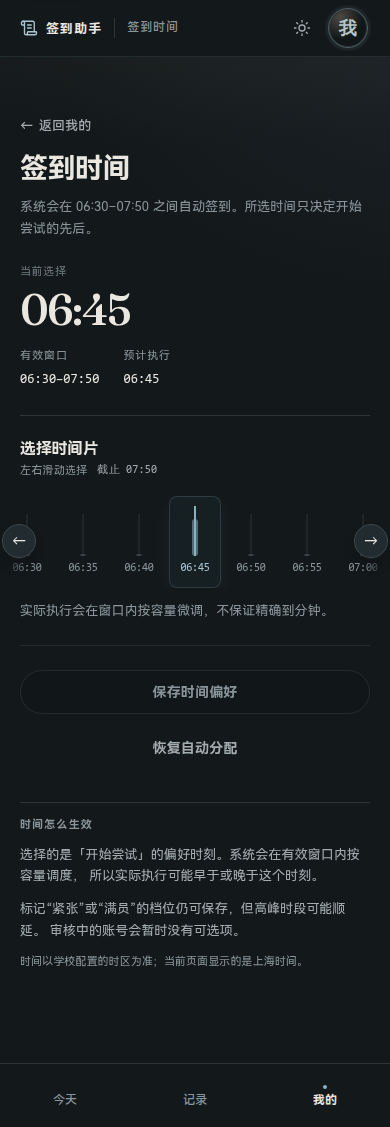 签到助手 签到时间 我
← 返回我的
签到时间
系统会在 06:30–07:50 之间自动签到。所选时间只决定开始
尝试的先后。
当前选择
06:45
有效窗口 预计执行
06:30–07:50 06:45
选择时间片
左右滑动选择 截止 07:50
← →
06:30 06:35 06:40 06:45 06:50 06:55 07:00
实际执行会在窗口内按容量微调，不保证精确到分钟。
保存时间偏好
恢复自动分配
时间怎么生效
选择的是「开始尝试」的偏好时刻。系统会在有效窗口内按
容量调度， 所以实际执行可能早于或晚于这个时刻。
标记“紧张”或“满员”的档位仍可保存，但高峰时段可能顺
延。 审核中的账号会暂时没有可选项。
时间以学校配置的时区为准；当前页面显示的是上海时间。
今天 记录 我的